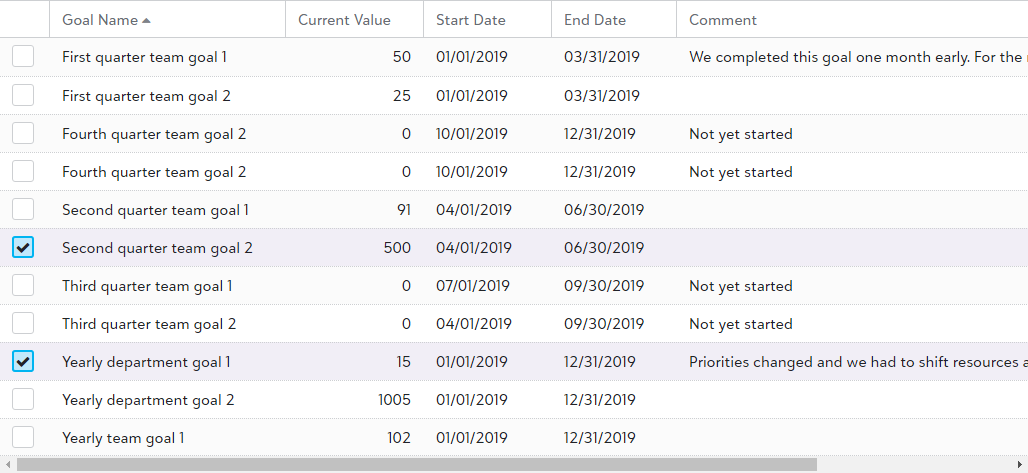 Goal Name Current Value Start Date End Date Comment
First quarter team goal 1 50 01/01/2019 03/31/2019 We completed this goal one month early. For the
First quarter team goal 2 25 01/01/2019 03/31/2019
Fourth quarter team goal 2 0 10/01/2019 12/31/2019 Not yet started
Fourth quarter team goal 2 0 10/01/2019 12/31/2019 Not yet started
Second quarter team goal 1 91 04/01/2019 06/30/2019
Second quarter team goal 2 500 04/01/2019 06/30/2019
Third quarter team goal 1 0 07/01/2019 09/30/2019 Not yet started
Third quarter team goal 2 0 04/01/2019 09/30/2019 Not yet started
Yearly department goal 1 15 01/01/2019 12/31/2019 Priorities changed and we had to shift resources
Yearly department goal 2 1005 01/01/2019 12/31/2019
Yearly team goal 1 102 01/01/2019 12/31/2019